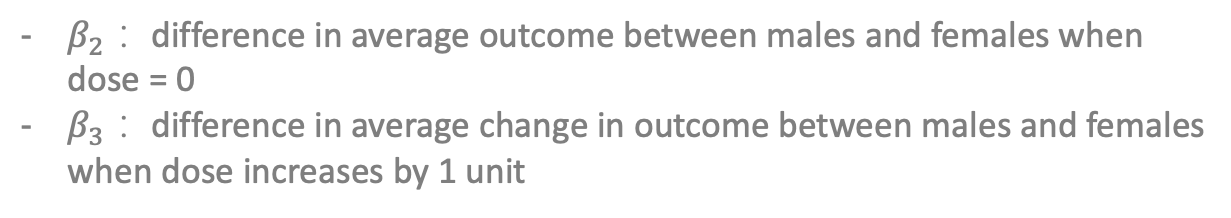 - β₂ : difference in average outcome between males and females when
dose = 0
- β₃ : difference in average change in outcome between males and females
when dose increases by 1 unit